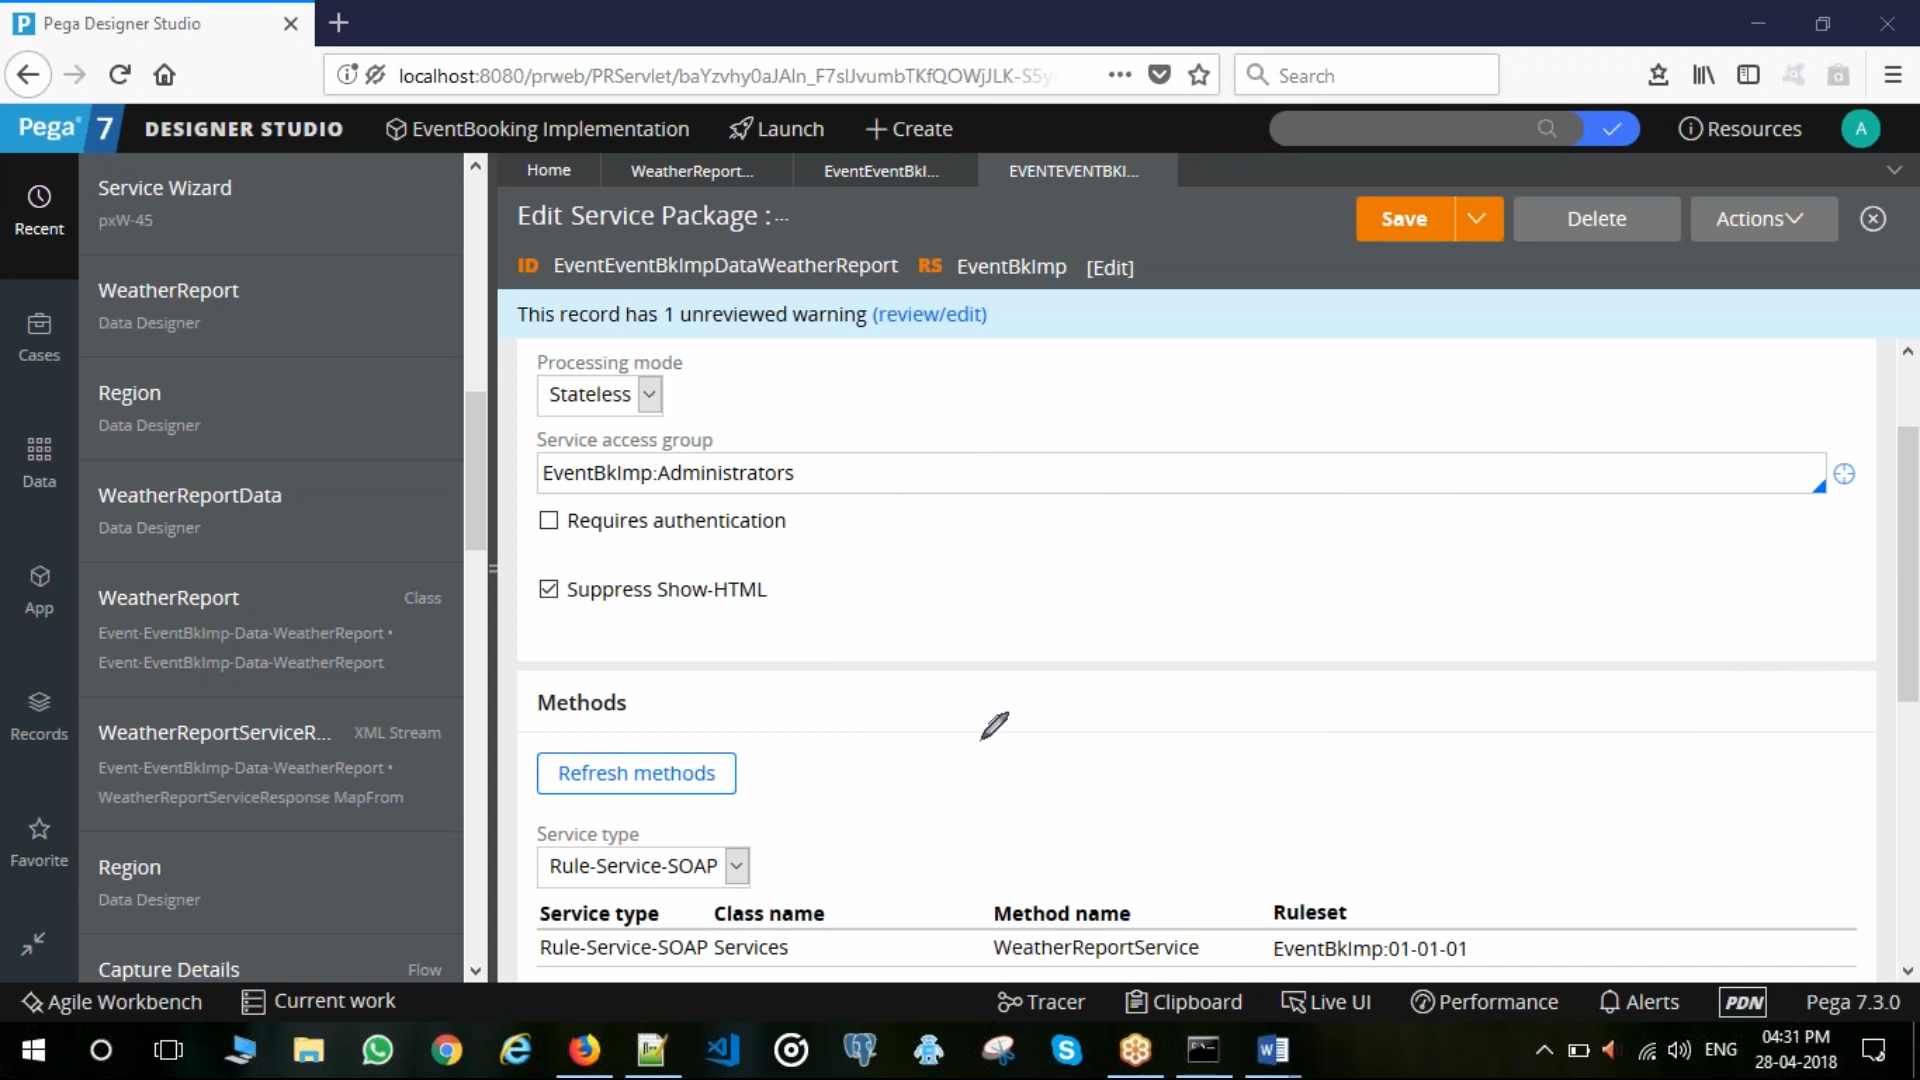 Pega Designer Studio
localhost:8080/prweb/PRServlet/baYzvhy0aJAln_F7slJvumbTKfQOWjJLK-S5y
Search
Pega 7 DESIGNER STUDIO EventBooking Implementation Launch Create Resources A
Recent
Cases
Data
App
Records
Favorite
Service Wizard
pxW-45
WeatherReport
Data Designer
Region
Data Designer
WeatherReportData
Data Designer
WeatherReport Class
Event-EventBkImp-Data-WeatherReport •
Event-EventBkImp-Data-WeatherReport
WeatherReportServiceR... XML Stream
Event-EventBkImp-Data-WeatherReport •
WeatherReportServiceResponse MapFrom
Region
Data Designer
Capture Details Flow
Home WeatherReport... EventEventBkI... EVENTEVENTBKI...
Edit Service Package : ...
Save Delete Actions
ID EventEventBkImpDataWeatherReport RS EventBkImp [Edit]
This record has 1 unreviewed warning (review/edit)
Processing mode
Stateless
Service access group
EventBkImp:Administrators
Requires authentication
Suppress Show-HTML
Methods
Refresh methods
Service type
Rule-Service-SOAP
Service type Class name Method name Ruleset
Rule-Service-SOAP Services WeatherReportService EventBkImp:01-01-01
Agile Workbench Current work Tracer Clipboard Live UI Performance Alerts PDN Pega 7.3.0
ENG
04:31 PM
28-04-2018